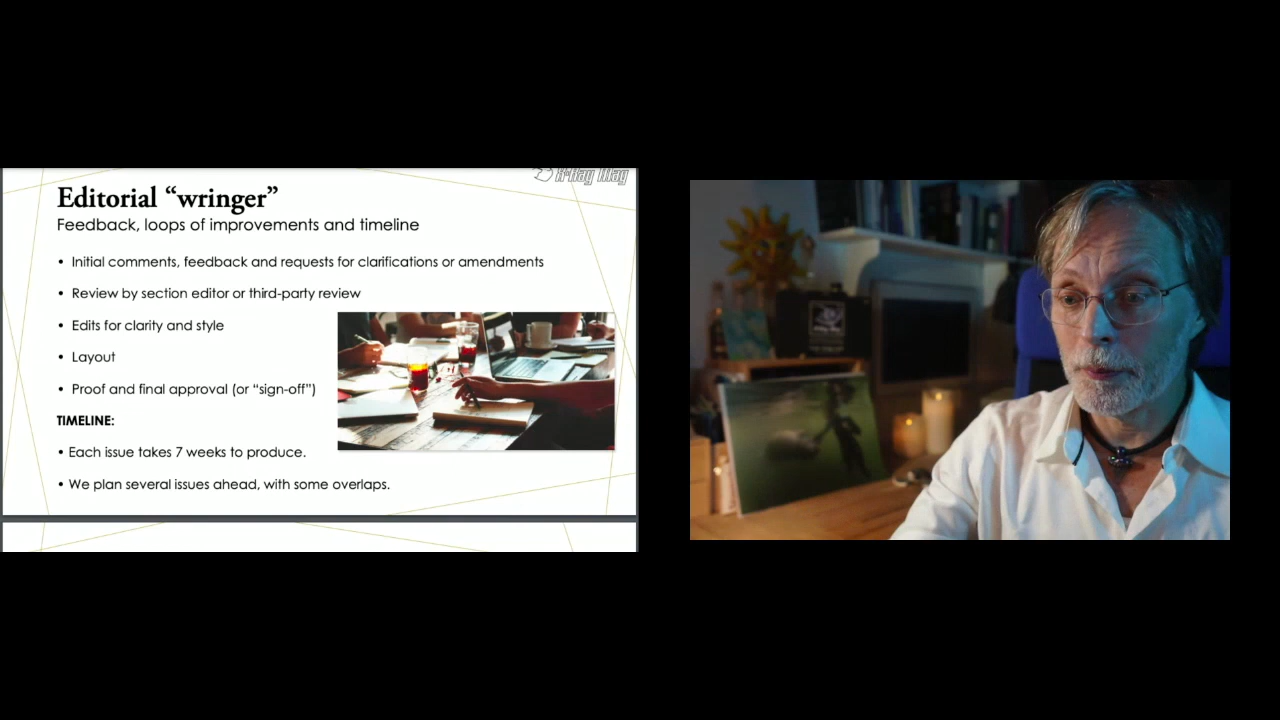 X-Ray Mag
Editorial “wringer”
Feedback, loops of improvements and timeline
• Initial comments, feedback and requests for clarifications or amendments
• Review by section editor or third-party review
• Edits for clarity and style
• Layout
• Proof and final approval (or “sign-off”)
TIMELINE:
• Each issue takes 7 weeks to produce.
• We plan several issues ahead, with some overlaps.